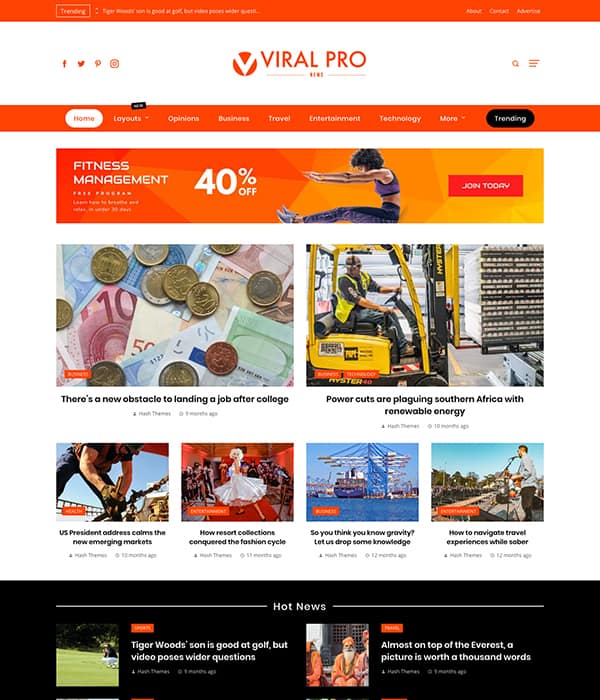 Trending
Tiger Woods' son is good at golf, but video poses wider questi...
About
Contact
Advertise
VIRAL PRO
NEWS
NEW
Home
Layouts
Opinions
Business
Travel
Entertainment
Technology
More
Trending
FITNESS
MANAGEMENT
FREE PROGRAM
Learn how to breathe and
relax, in under 30 days
40% OFF
JOIN TODAY
HYSTER
HYSTER 40
BUSINESS
BUSINESS
TECHNOLOGY
There's a new obstacle to landing a job after college
Hash Themes 9 months ago
Power cuts are plaguing southern Africa with
renewable energy
Hash Themes 10 months ago
HEALTH
ENTERTAINMENT
BUSINESS
ENTERTAINMENT
US President address calms the
new emerging markets
Hash Themes 10 months ago
How resort collections
conquered the fashion cycle
Hash Themes 11 months ago
So you think you know gravity?
Let us drop some knowledge
Hash Themes 12 months ago
How to navigate travel
experiences while sober
Hash Themes 12 months ago
Hot News
SPORTS
Tiger Woods' son is good at golf, but
video poses wider questions
Hash Themes 9 months ago
TRAVEL
Almost on top of the Everest, a
picture is worth a thousand words
Hash Themes 9 months ago